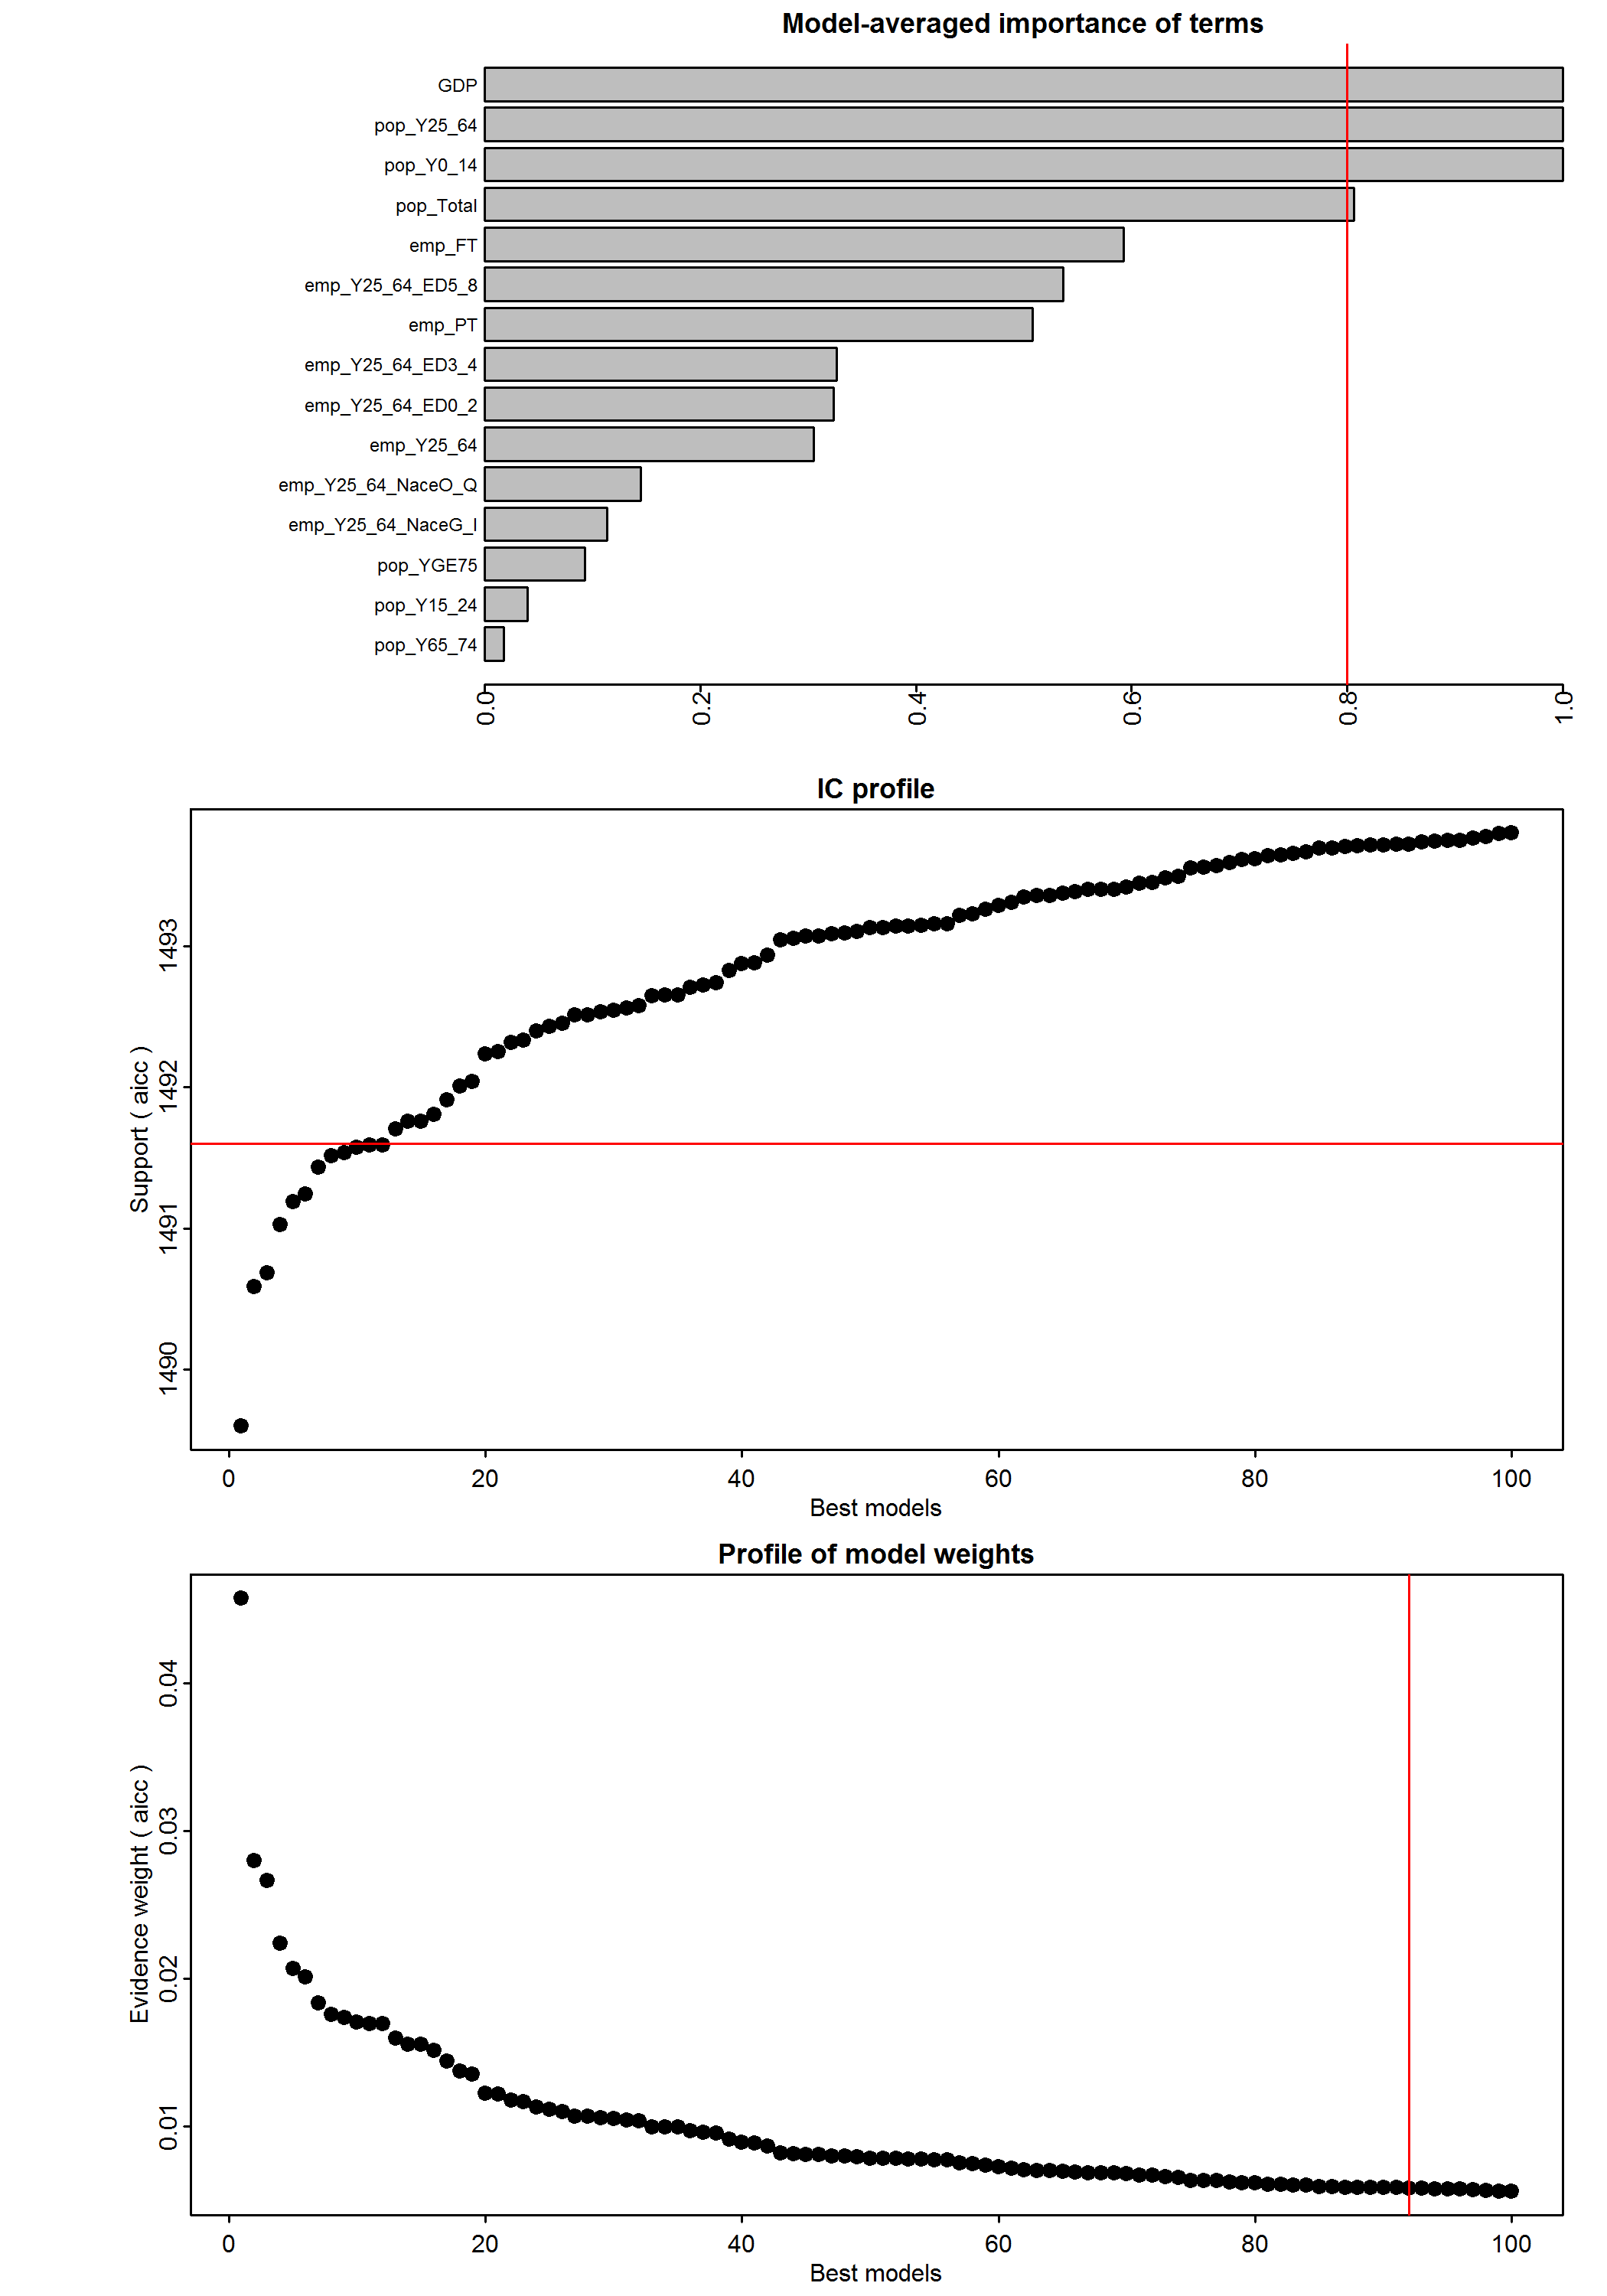 Model-averaged importance of terms
GDP
pop_Y25_64
pop_Y0_14
pop_Total
emp_FT
emp_Y25_64_ED5_8
emp_PT
emp_Y25_64_ED3_4
emp_Y25_64_ED0_2
emp_Y25_64
emp_Y25_64_NaceO_Q
emp_Y25_64_NaceG_I
pop_YGE75
pop_Y15_24
pop_Y65_74
0.0 0.2 0.4 0.6 0.8 1.0
IC profile
Support ( aicc )
1493
1492
1491
1490
0 20 40 60 80 100
Best models
Profile of model weights
Evidence weight ( aicc )
0.04
0.03
0.02
0.01
0 20 40 60 80 100
Best models